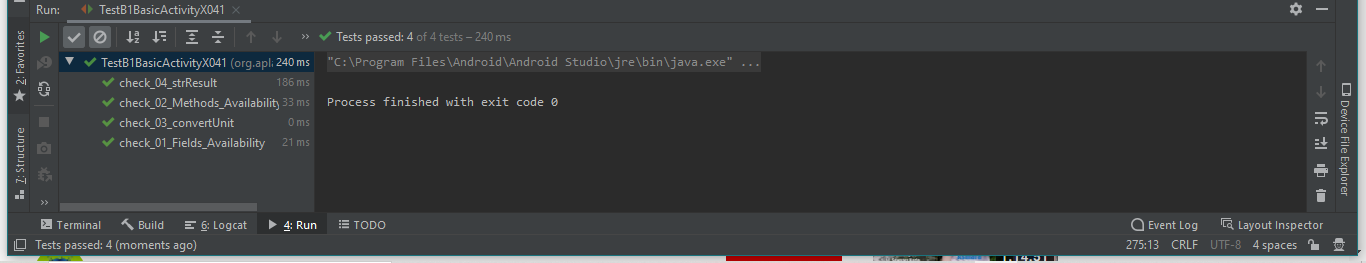 Run: TestB1BasicActivityX041
Tests passed: 4 of 4 tests – 240 ms
TestB1BasicActivityX041 (org.apl 240 ms
check_04_strResult 186 ms
check_02_Methods_Availability 33 ms
check_03_convertUnit 0 ms
check_01_Fields_Availability 21 ms
"C:\Program Files\Android\Android Studio\jre\bin\java.exe" ...
Process finished with exit code 0
2: Favorites
7: Structure
Device File Explorer
Terminal Build 6: Logcat 4: Run TODO Event Log Layout Inspector
Tests passed: 4 (moments ago) 275:13 CRLF UTF-8 4 spaces